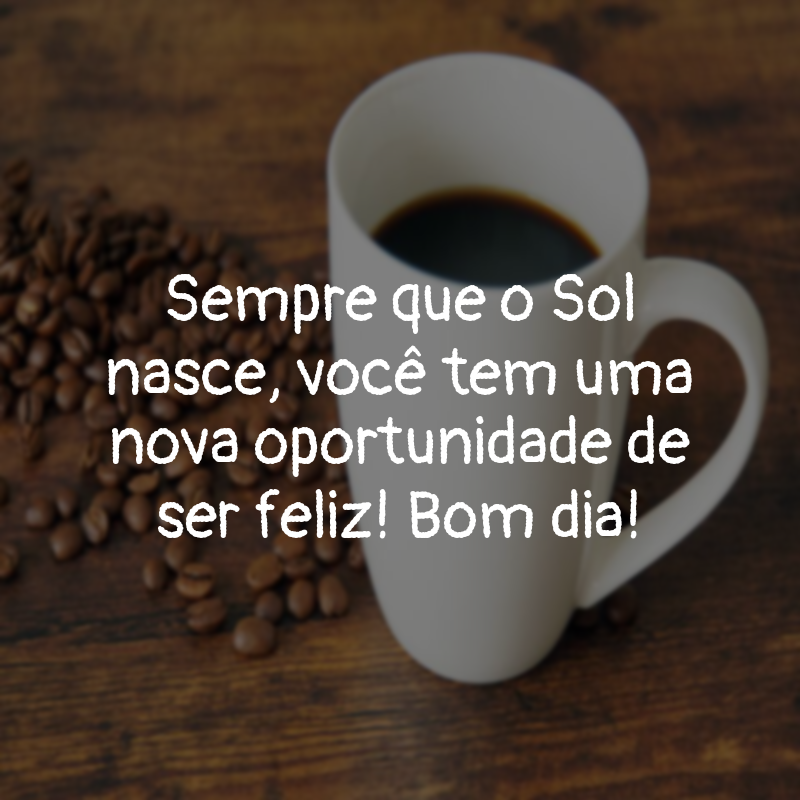 Sempre que o Sol
nasce, você tem uma
nova oportunidade de
ser feliz! Bom dia!